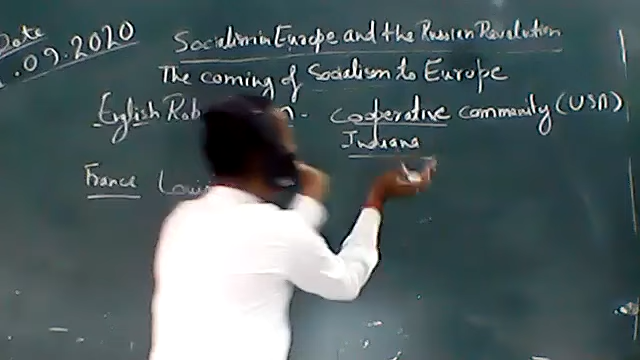 Date
.09.2020
Socialism in Europe and the Russian Revolution
The coming of Socialism to Europe
English Rob n - cooperative community (USA)
Indiana
France Loui